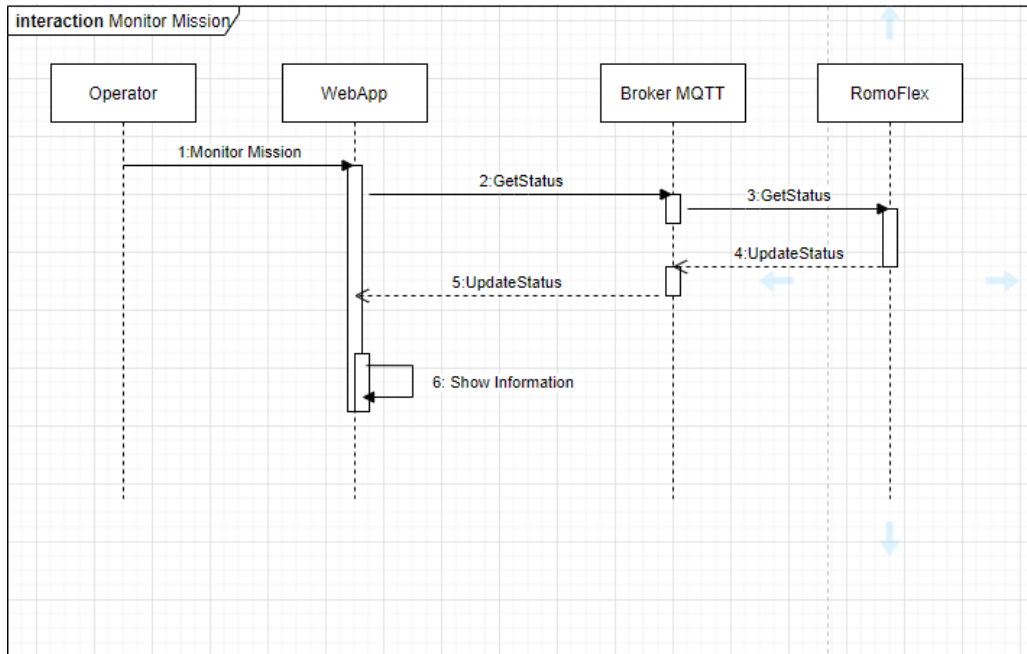 interaction Monitor Mission
Operator
WebApp
Broker MQTT
RomoFlex
1:Monitor Mission
2:GetStatus
3:GetStatus
4:UpdateStatus
5:UpdateStatus
6: Show Information